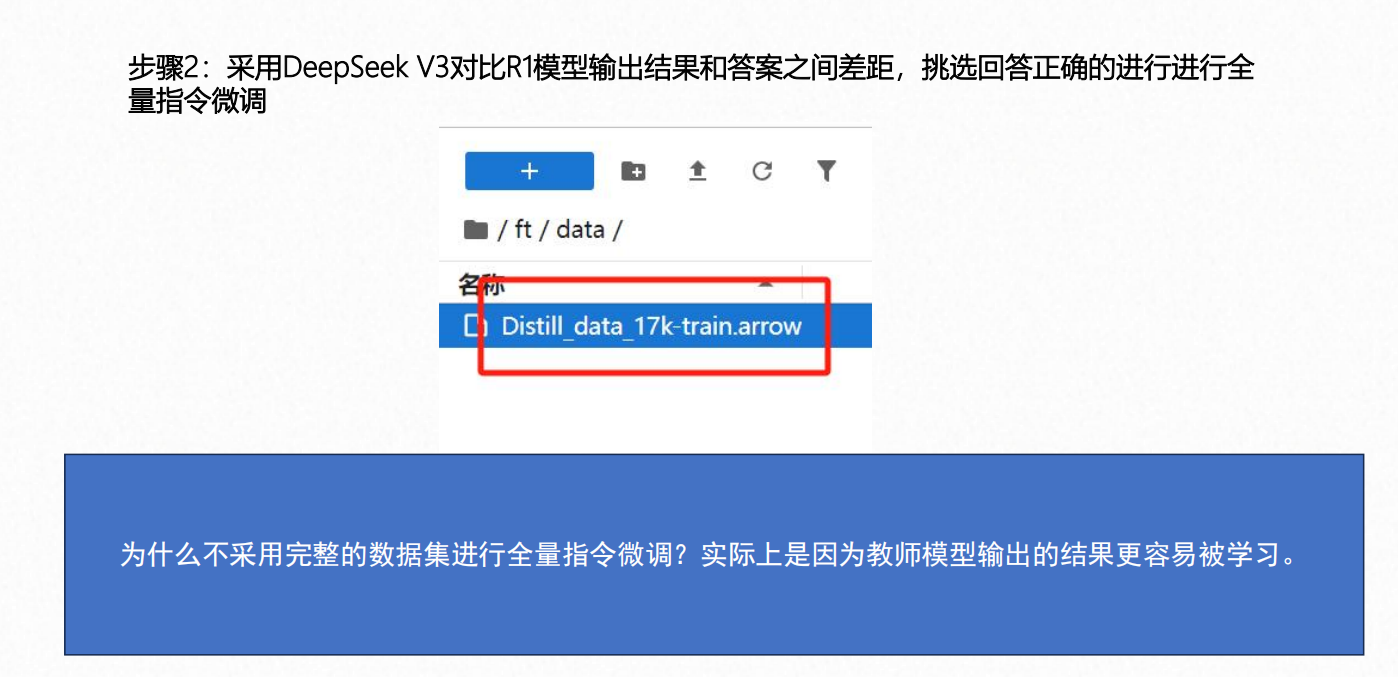 步骤2：采用DeepSeek V3对比R1模型输出结果和答案之间差距，挑选回答正确的进行进行全
量指令微调
/ ft / data /
名称
Distill_data_17k-train.arrow
为什么不采用完整的数据集进行全量指令微调？实际上是因为教师模型输出的结果更容易被学习。